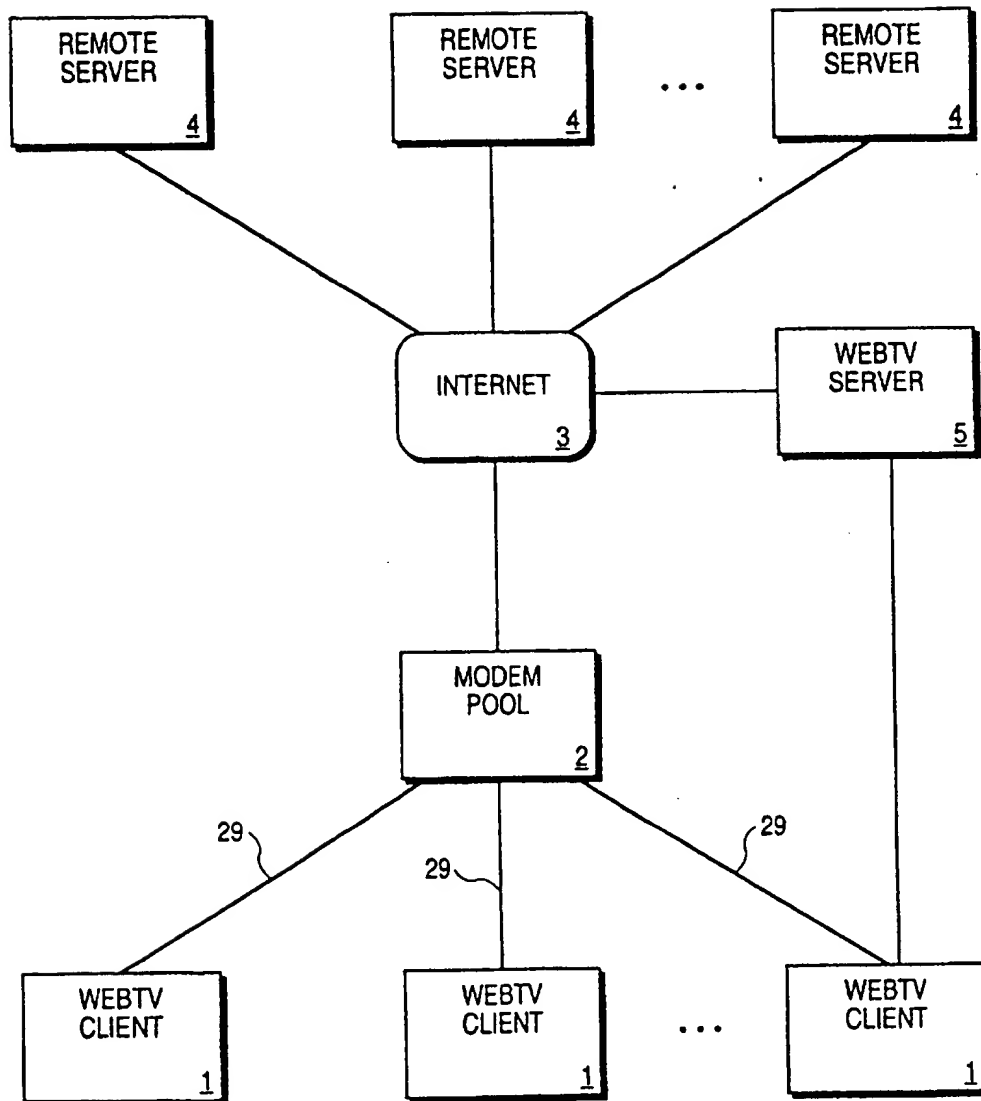 REMOTE
SERVER
4
REMOTE
SERVER
4
...
REMOTE
SERVER
4
INTERNET
3
WEBTV
SERVER
5
MODEM
POOL
2
29
29
29
WEBTV
CLIENT
1
WEBTV
CLIENT
1
...
WEBTV
CLIENT
1